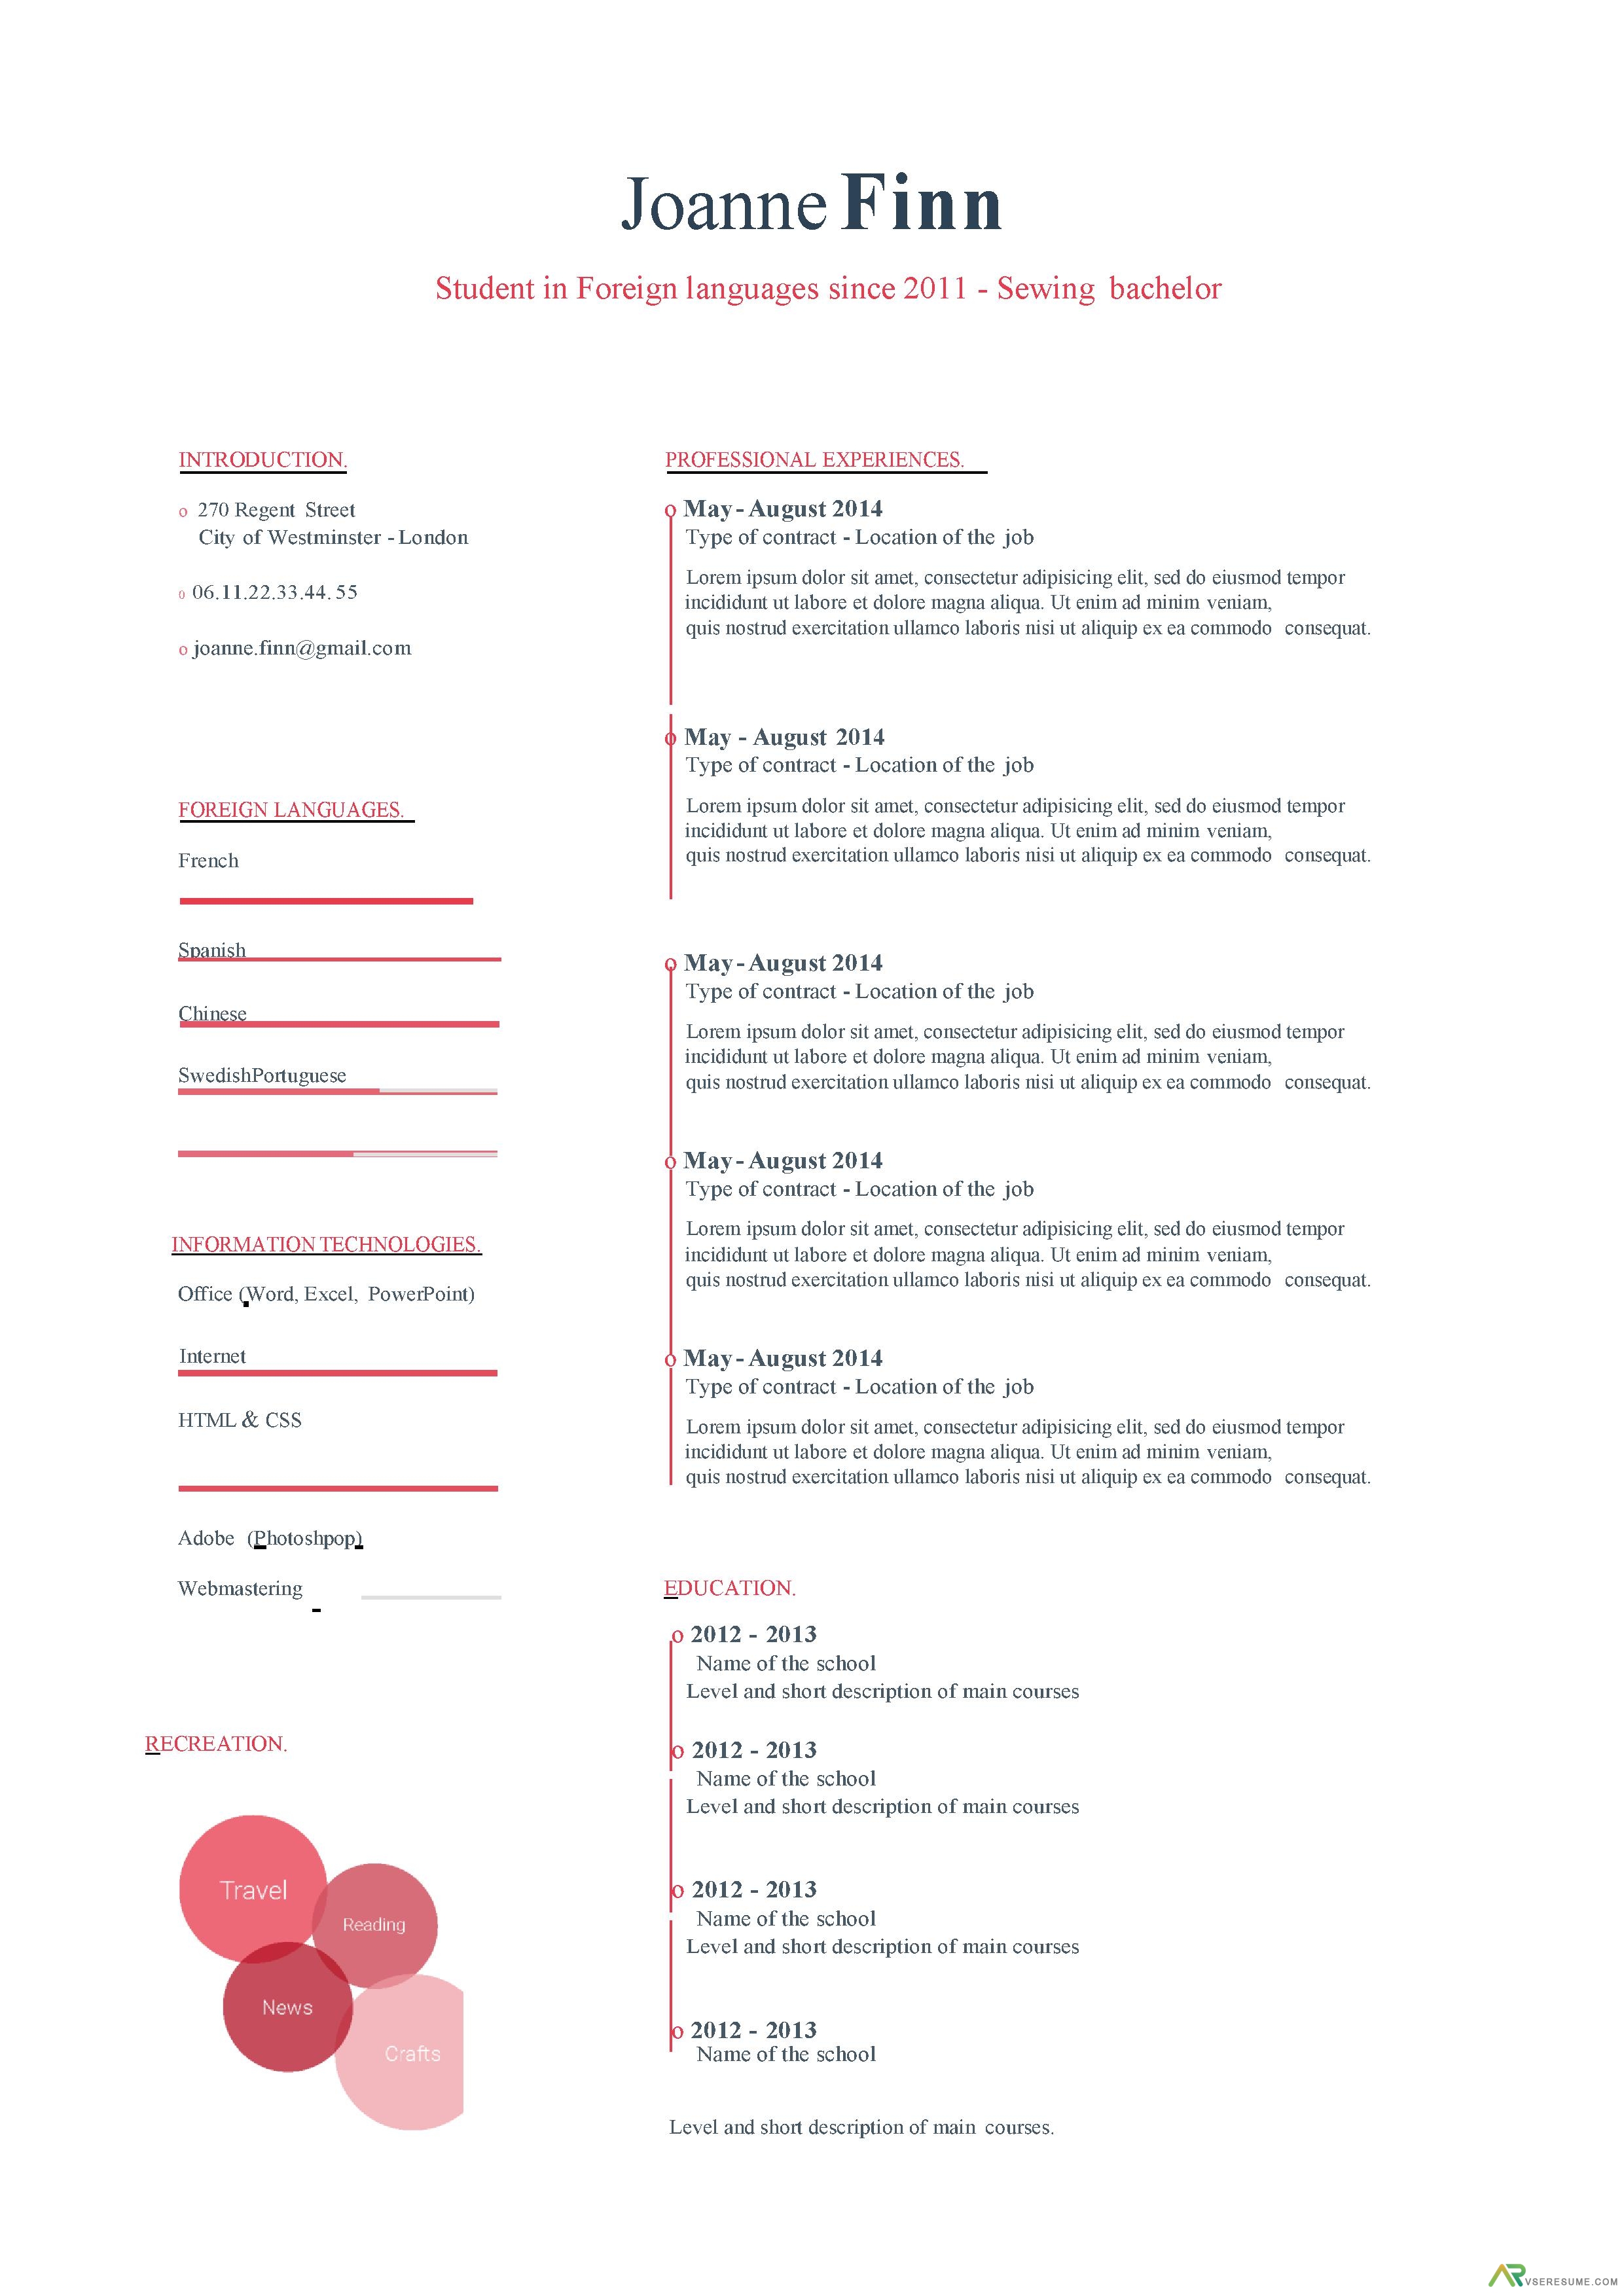 Joanne Finn
Student in Foreign languages since 2011 - Sewing bachelor
INTRODUCTION.
o 270 Regent Street
City of Westminster - London
o 06.11.22.33.44.55
o joanne.finn@gmail.com
FOREIGN LANGUAGES.
French
Spanish
Chinese
SwedishPortuguese
INFORMATION TECHNOLOGIES.
Office (Word, Excel, PowerPoint)
Internet
HTML & CSS
Adobe (Photoshpop)
Webmastering
RECREATION.
Travel
Reading
News
Crafts
PROFESSIONAL EXPERIENCES.
o May - August 2014
Type of contract - Location of the job
Lorem ipsum dolor sit amet, consectetur adipisicing elit, sed do eiusmod tempor
incididunt ut labore et dolore magna aliqua. Ut enim ad minim veniam,
quis nostrud exercitation ullamco laboris nisi ut aliquip ex ea commodo consequat.
o May - August 2014
Type of contract - Location of the job
Lorem ipsum dolor sit amet, consectetur adipisicing elit, sed do eiusmod tempor
incididunt ut labore et dolore magna aliqua. Ut enim ad minim veniam,
quis nostrud exercitation ullamco laboris nisi ut aliquip ex ea commodo consequat.
o May - August 2014
Type of contract - Location of the job
Lorem ipsum dolor sit amet, consectetur adipisicing elit, sed do eiusmod tempor
incididunt ut labore et dolore magna aliqua. Ut enim ad minim veniam,
quis nostrud exercitation ullamco laboris nisi ut aliquip ex ea commodo consequat.
o May - August 2014
Type of contract - Location of the job
Lorem ipsum dolor sit amet, consectetur adipisicing elit, sed do eiusmod tempor
incididunt ut labore et dolore magna aliqua. Ut enim ad minim veniam,
quis nostrud exercitation ullamco laboris nisi ut aliquip ex ea commodo consequat.
o May - August 2014
Type of contract - Location of the job
Lorem ipsum dolor sit amet, consectetur adipisicing elit, sed do eiusmod tempor
incididunt ut labore et dolore magna aliqua. Ut enim ad minim veniam,
quis nostrud exercitation ullamco laboris nisi ut aliquip ex ea commodo consequat.
EDUCATION.
o 2012 - 2013
Name of the school
Level and short description of main courses
o 2012 - 2013
Name of the school
Level and short description of main courses
o 2012 - 2013
Name of the school
Level and short description of main courses
o 2012 - 2013
Name of the school
Level and short description of main courses.
ARVSERESUME.COM